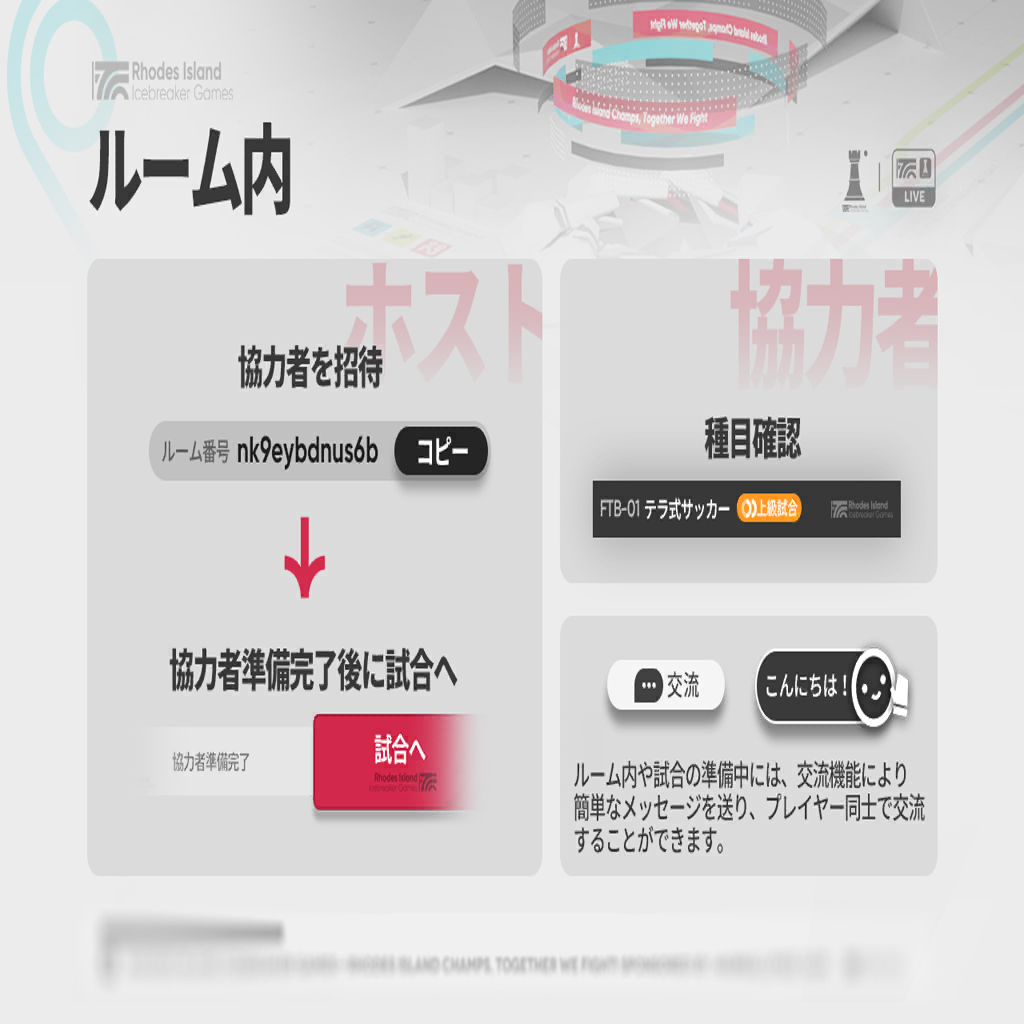 Rhodes Island
Icebreaker Games
Rhodes Island Champs, Together We Fight
Rhodes Island Champs, Together We Fight
ルーム内
LIVE
ホスト
協力者を招待
ルーム番号 nk9eybdnus6b コピー
協力者準備完了後に試合へ
協力者準備完了
試合へ
Rhodes Island
Icebreaker Games
協力者
種目確認
FTB-01 テラ式サッカー 上級試合
Rhodes Island
Icebreaker Games
交流
こんにちは!
ルーム内や試合の準備中には、交流機能により
簡単なメッセージを送り、プレイヤー同士で交流
することができます。
RHODES ISLAND CHAMPS, TOGETHER WE FIGHT